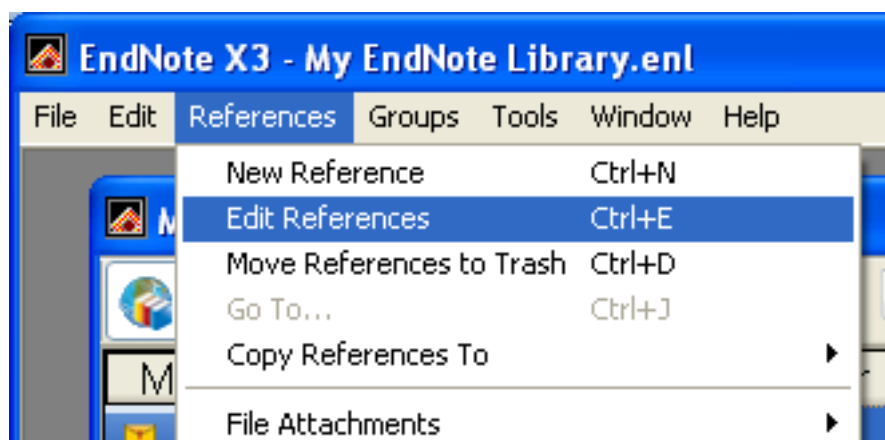 EndNote X3 - My EndNote Library.enl
File Edit References Groups Tools Window Help
New Reference Ctrl+N
Edit References Ctrl+E
Move References to Trash Ctrl+D
Go To... Ctrl+J
Copy References To
File Attachments